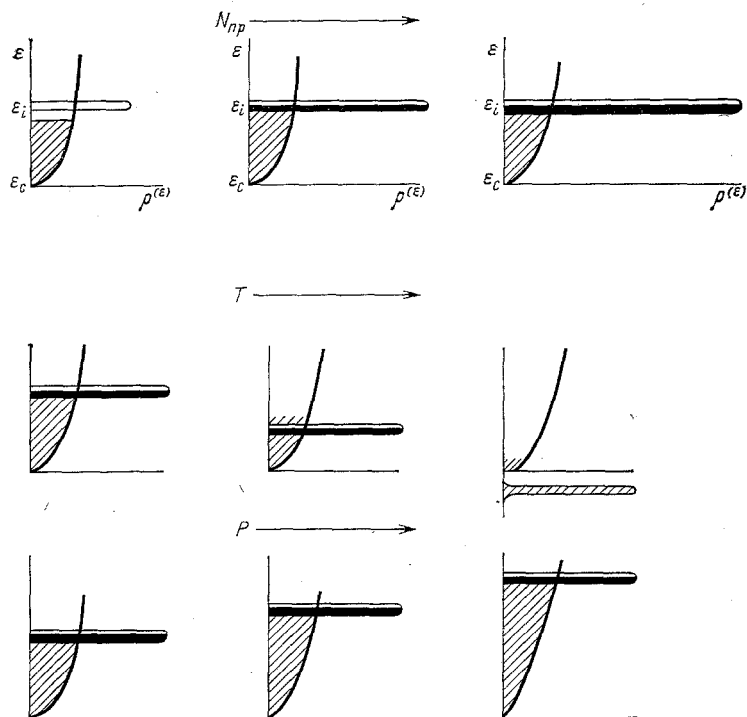 N_пр
ε ε ε
ε_i ε_i ε_i
ε_c ε_c ε_c
ρ^(ε) ρ^(ε) ρ^(ε)
T
P